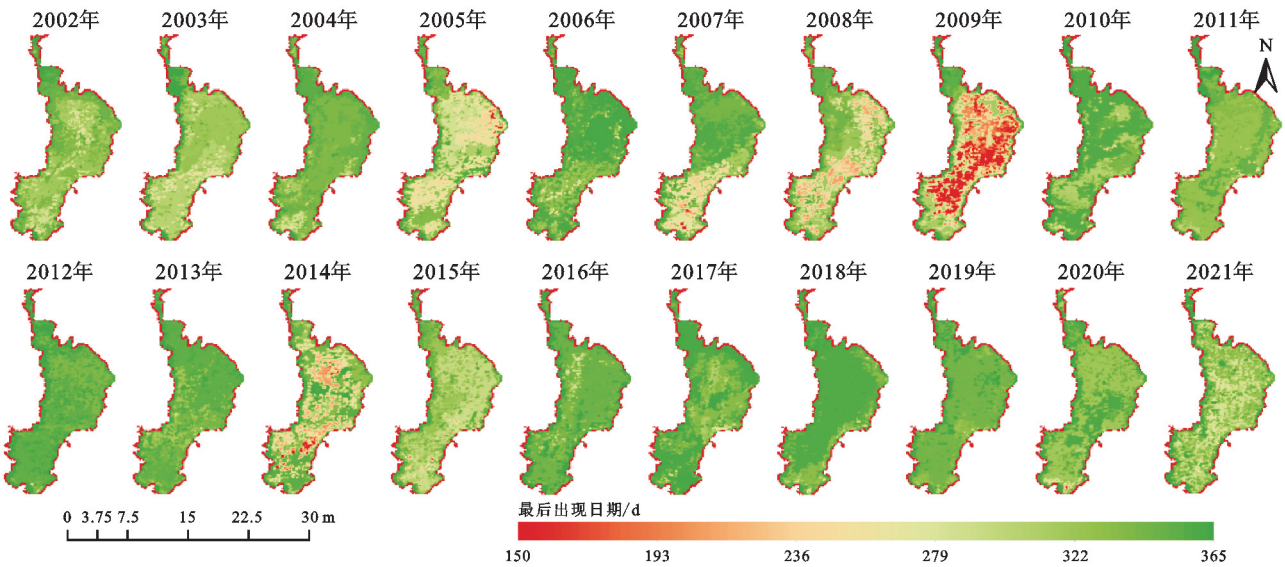 2002年 2003年 2004年 2005年 2006年 2007年 2008年 2009年 2010年 2011年
N
2012年 2013年 2014年 2015年 2016年 2017年 2018年 2019年 2020年 2021年
最后出现日期/d
0 3.75 7.5 15 22.5 30 m
150 193 236 279 322 365